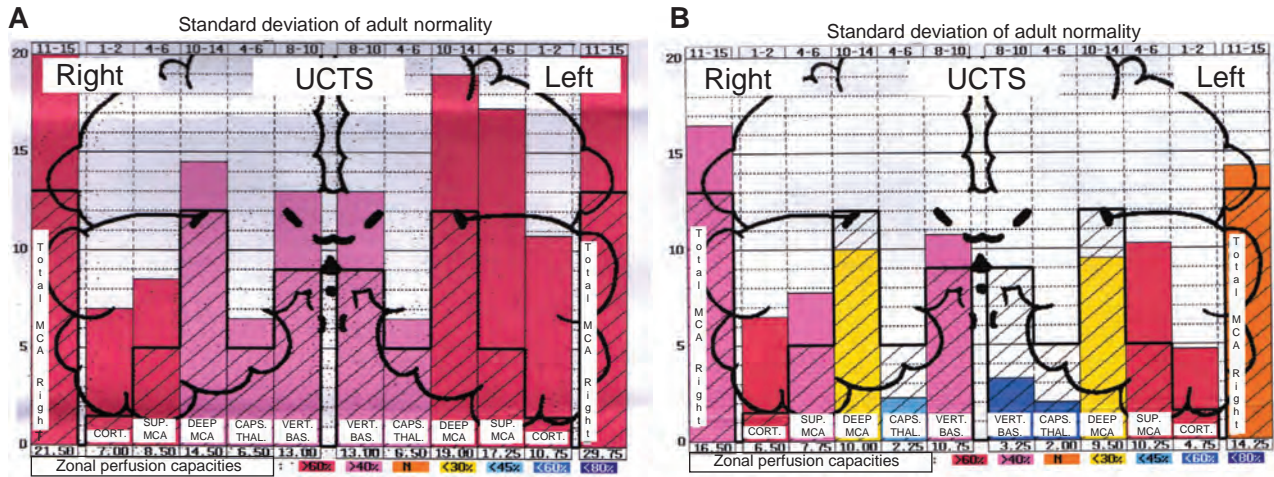 A
Standard deviation of adult normality
20 11-15 1-2 4-6 10-14 4-6 8-10 8-10 4-6 10-14 4-6 1-2 11-15
Right UCTS Left
15
10
5
0
Total MCA Right
CORT. SUP. MCA DEEP MCA CAPS. THAL. VERT. BAS. VERT. BAS. CAPS. THAL. DEEP MCA SUP. MCA CORT.
Total MCA Right
21.50 7.00 8.50 14.50 6.50 13.00 13.00 6.50 19.00 17.25 10.75 29.75
Zonal perfusion capacities : >60% >40% N <30% <45% <60% <80%
B
Standard deviation of adult normality
20 11-15 1-2 4-6 10-14 4-6 8-10 8-10 4-6 10-14 4-6 1-2 11-15
Right UCTS Left
15
10
5
0
Total MCA Right
CORT. SUP. MCA DEEP MCA CAPS. THAL. VERT. BAS. VERT. BAS. CAPS. THAL. DEEP MCA SUP. MCA CORT.
Total MCA Right
16.50 6.50 7.75 2.25 3.25 2.00 9.50 10.25 4.75 14.25
Zonal perfusion capacities : >60% >40% N <30% <45% <60% <80%